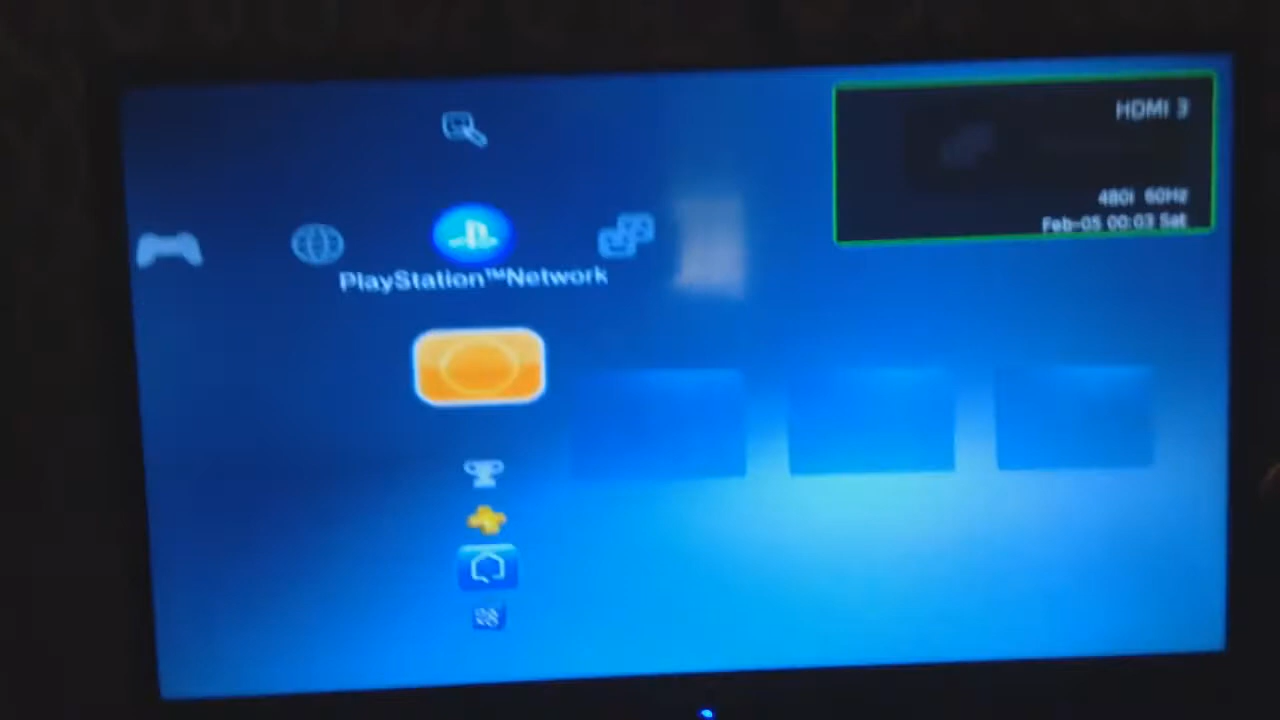 HDMI 3
480i 60Hz
Feb-05 00:03 Sat
PlayStation™Network